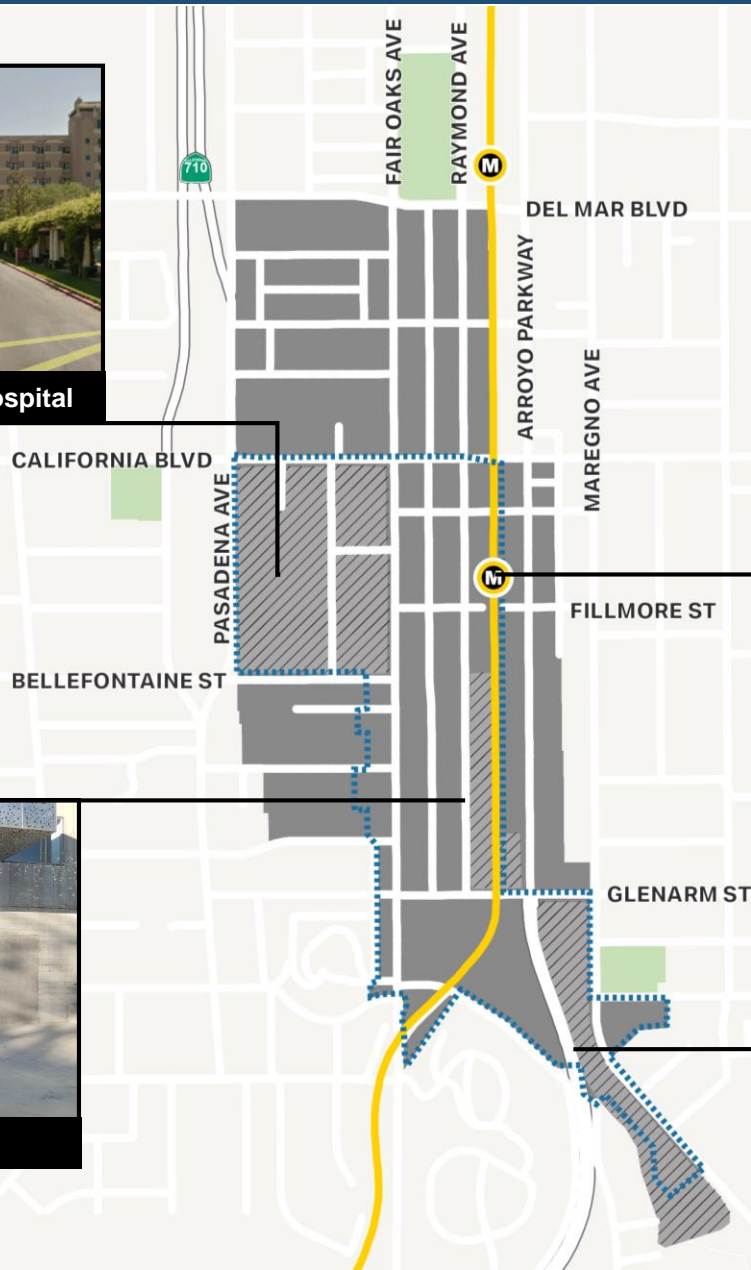 FAIR OAKS AVE
RAYMOND AVE
710
M
DEL MAR BLVD
ARROYO PARKWAY
ospital
MAREGNO AVE
CALIFORNIA BLVD
PASADENA AVE
M
FILLMORE ST
BELLEFONTAINE ST
GLENARM ST